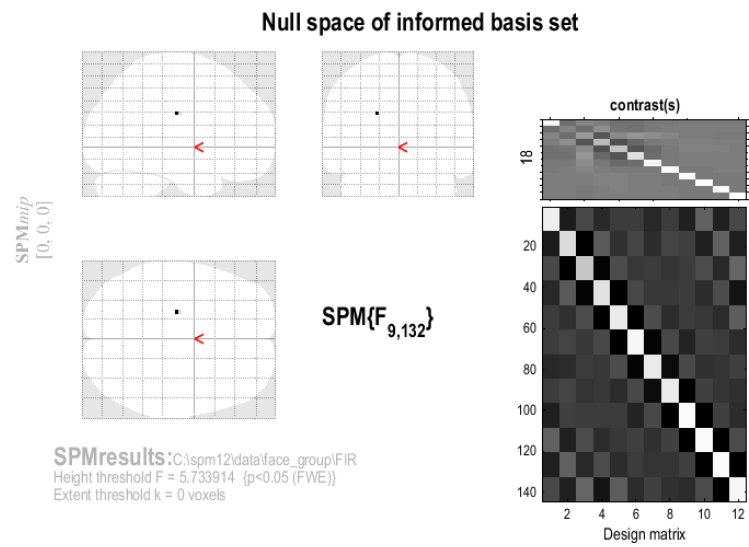 Null space of informed basis set
SPMmip
[0, 0, 0]
<
<
<
SPM{F9,132}
contrast(s)
18
20
40
60
80
100
120
140
2 4 6 8 10 12
Design matrix
SPMresults: C:\spm12\data\face_group\FIR
Height threshold F = 5.733914 {p<0.05 (FWE)}
Extent threshold k = 0 voxels